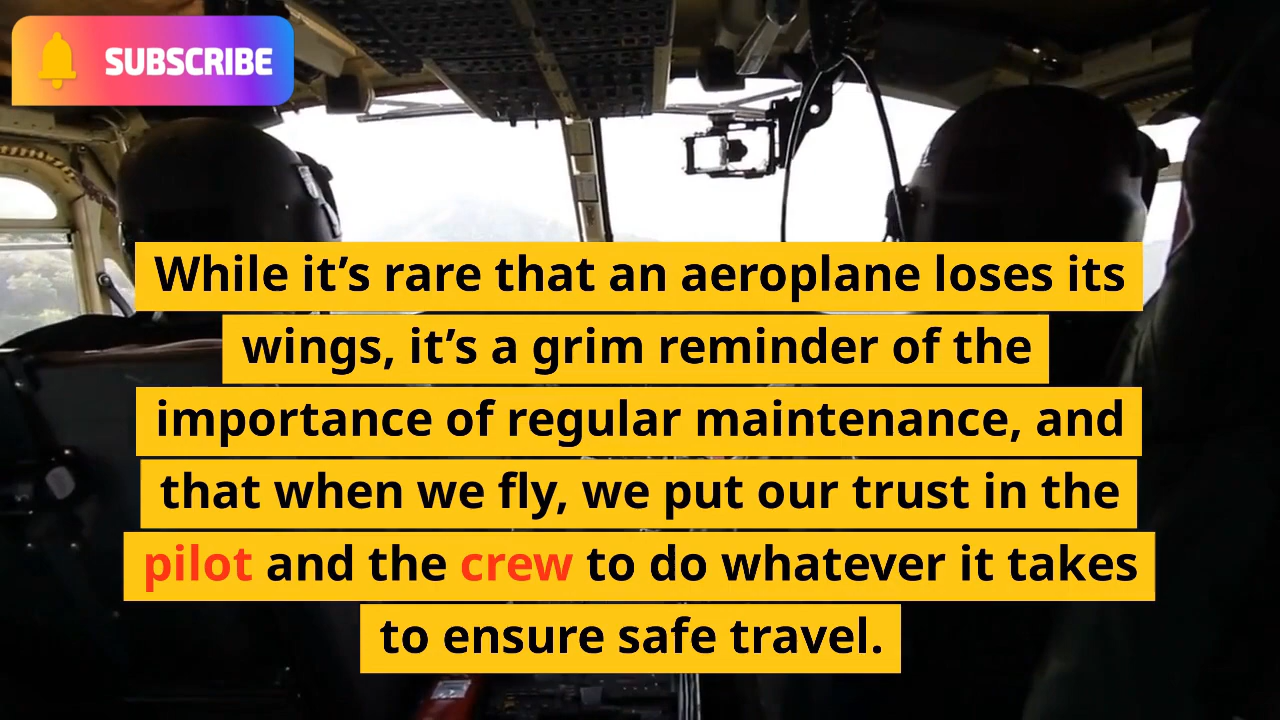 SUBSCRIBE
While it’s rare that an aeroplane loses its
wings, it’s a grim reminder of the
importance of regular maintenance, and
that when we fly, we put our trust in the
pilot and the crew to do whatever it takes
to ensure safe travel.